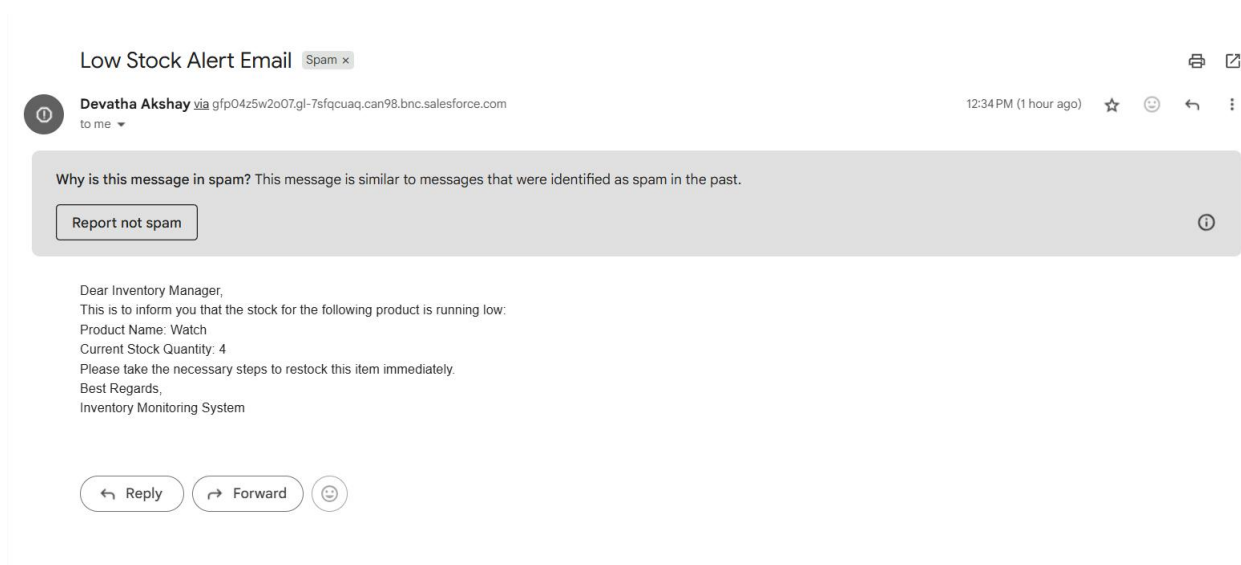 Low Stock Alert Email Spam ×
Devatha Akshay via gfp04z5w2o07.gl-7sfqcuaq.can98.bnc.salesforce.com 12:34 PM (1 hour ago)
to me
Why is this message in spam? This message is similar to messages that were identified as spam in the past.
Report not spam
Dear Inventory Manager,
This is to inform you that the stock for the following product is running low:
Product Name: Watch
Current Stock Quantity: 4
Please take the necessary steps to restock this item immediately.
Best Regards,
Inventory Monitoring System
Reply Forward